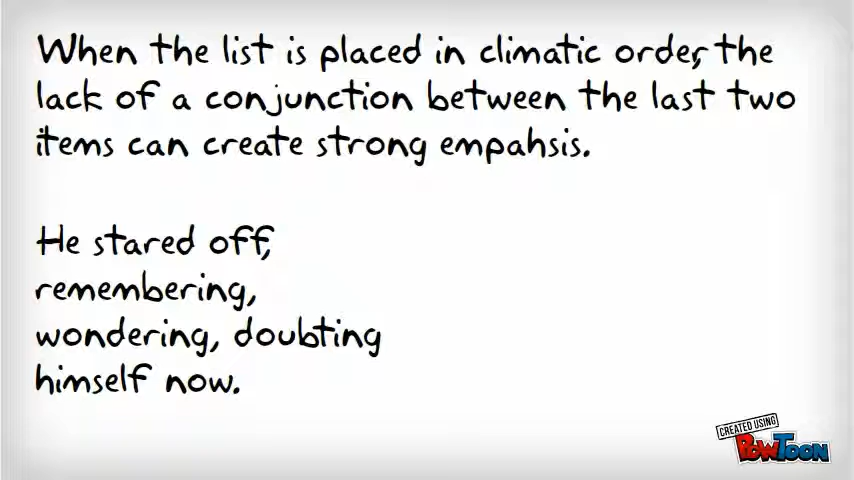 When the list is placed in climatic order, the
lack of a conjunction between the last two
items can create strong empahsis.
He stared off,
remembering,
wondering, doubting
himself now.
CREATED USING
POWTOON